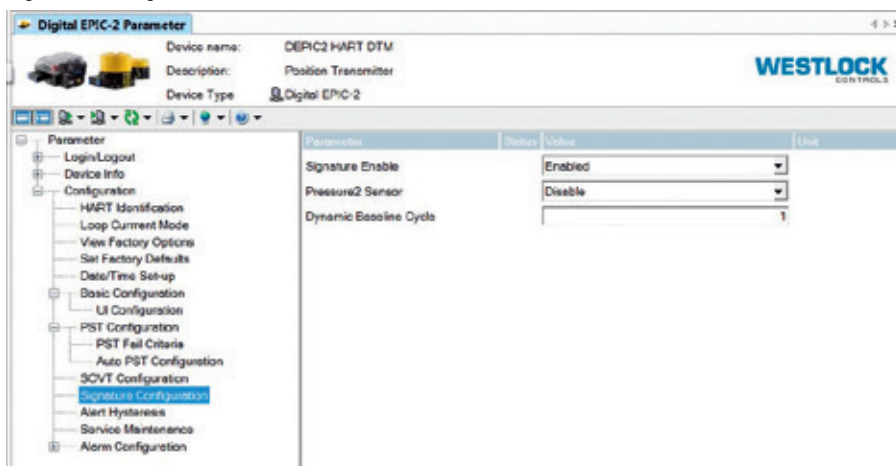 Digital EPIC-2 Parameter
Device name: DEPIC2 HART DTM
Description: Position Transmitter
Device Type Digital EPIC-2
WESTLOCK
CONTROLS
Parameter
Login/Logout
Device Info
Configuration
HART Identification
Loop Currrent Mode
View Factory Options
Set Factory Defaults
Date/Time Set-up
Basic Configuration
UI Configuration
PST Configuration
PST Fail Criteria
Auto PST Configuration
SOVT Configuration
Signature Configuration
Alert Hysteresis
Service Maintenance
Alarm Configuration
Parameter Status Value Unit
Signature Enable Enabled
Pressure2 Sensor Disable
Dynamic Baseline Cycle 1